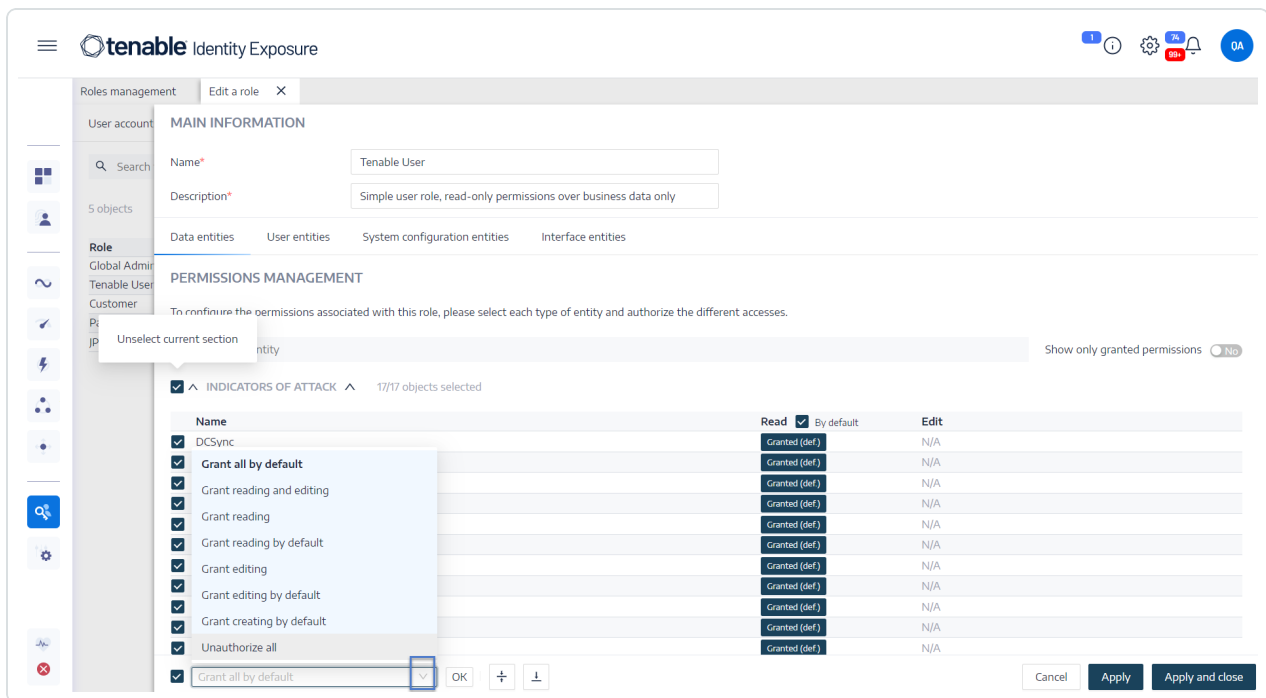 tenable Identity Exposure
1
74
99+
QA
Roles management
Edit a role
User account
MAIN INFORMATION
Search
Name*
Tenable User
Description*
Simple user role, read-only permissions over business data only
5 objects
Data entities
User entities
System configuration entities
Interface entities
Role
Global Admin
Tenable User
Customer
PERMISSIONS MANAGEMENT
To configure the permissions associated with this role, please select each type of entity and authorize the different accesses.
Pa
JP
Unselect current section
ntity
Show only granted permissions
No
INDICATORS OF ATTACK
17/17 objects selected
Name
Read
By default
Edit
DCSync
Granted (def.)
N/A
Granted (def.)
N/A
Granted (def.)
N/A
Granted (def.)
N/A
Granted (def.)
N/A
Granted (def.)
N/A
Granted (def.)
N/A
Granted (def.)
N/A
Granted (def.)
N/A
Granted (def.)
N/A
Granted (def.)
N/A
Grant all by default
Grant reading and editing
Grant reading
Grant reading by default
Grant editing
Grant editing by default
Grant creating by default
Unauthorize all
Grant all by default
OK
Cancel
Apply
Apply and close